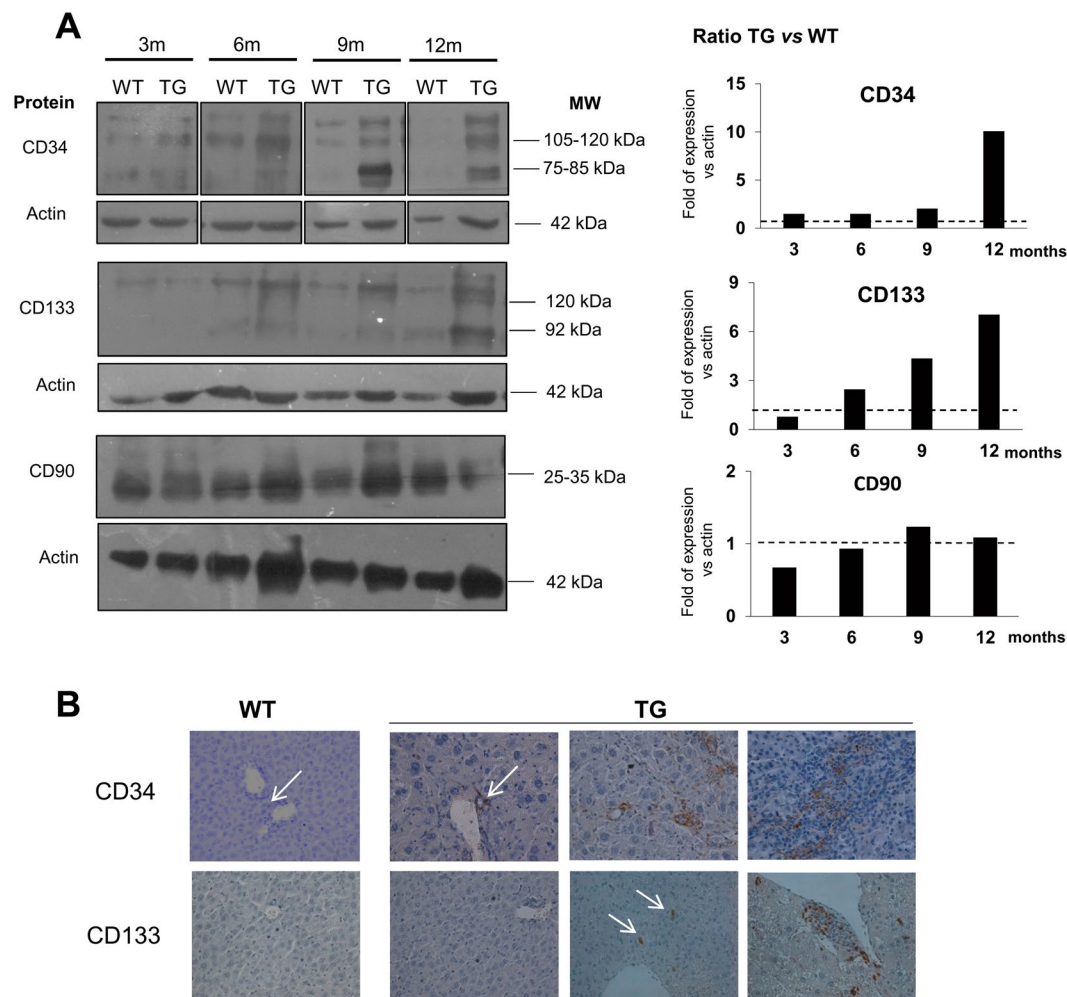 A
3m 6m 9m 12m
WT TG WT TG WT TG WT TG
Protein
MW
CD34
105-120 kDa
75-85 kDa
Actin
42 kDa
CD133
120 kDa
92 kDa
Actin
42 kDa
CD90
25-35 kDa
Actin
42 kDa
Ratio TG vs WT
CD34
Fold of expression
vs actin
15
10
5
0
3 6 9 12 months
CD133
Fold of expression
vs actin
9
6
3
0
3 6 9 12 months
CD90
Fold of expression
vs actin
2
1
0
3 6 9 12 months
B
WT TG
CD34
CD133